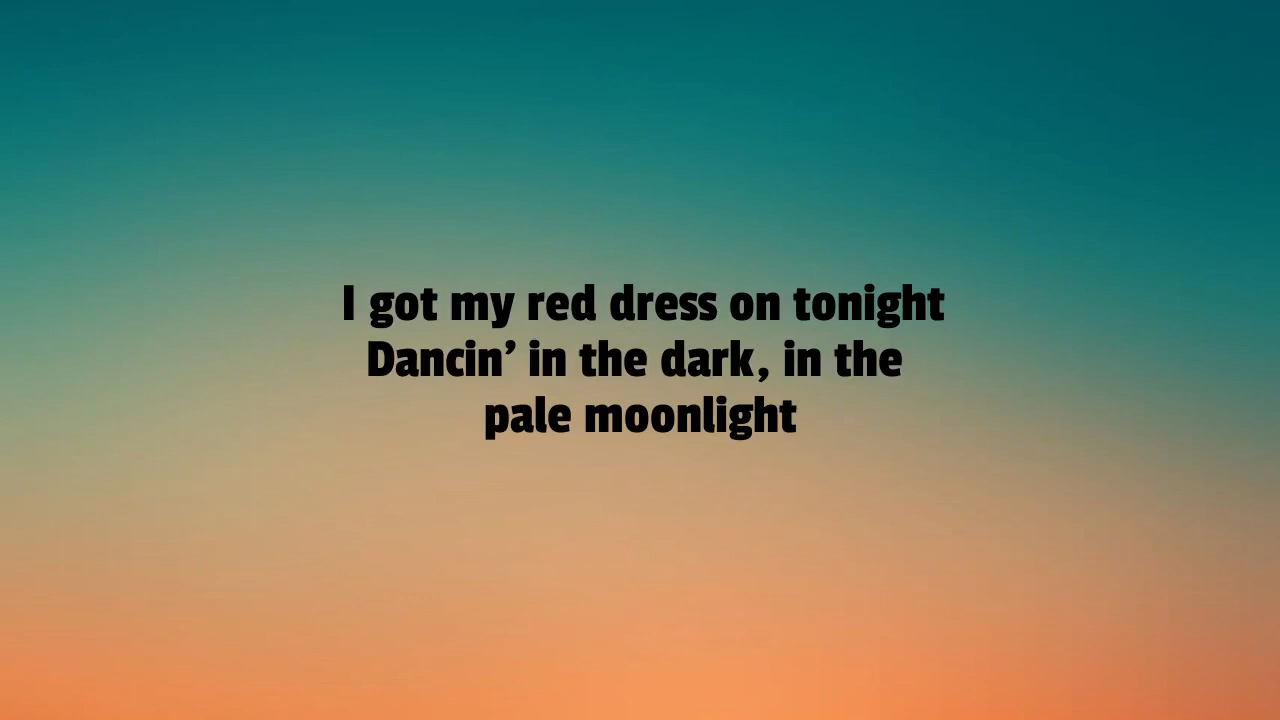 I got my red dress on tonight
Dancin’ in the dark, in the
pale moonlight